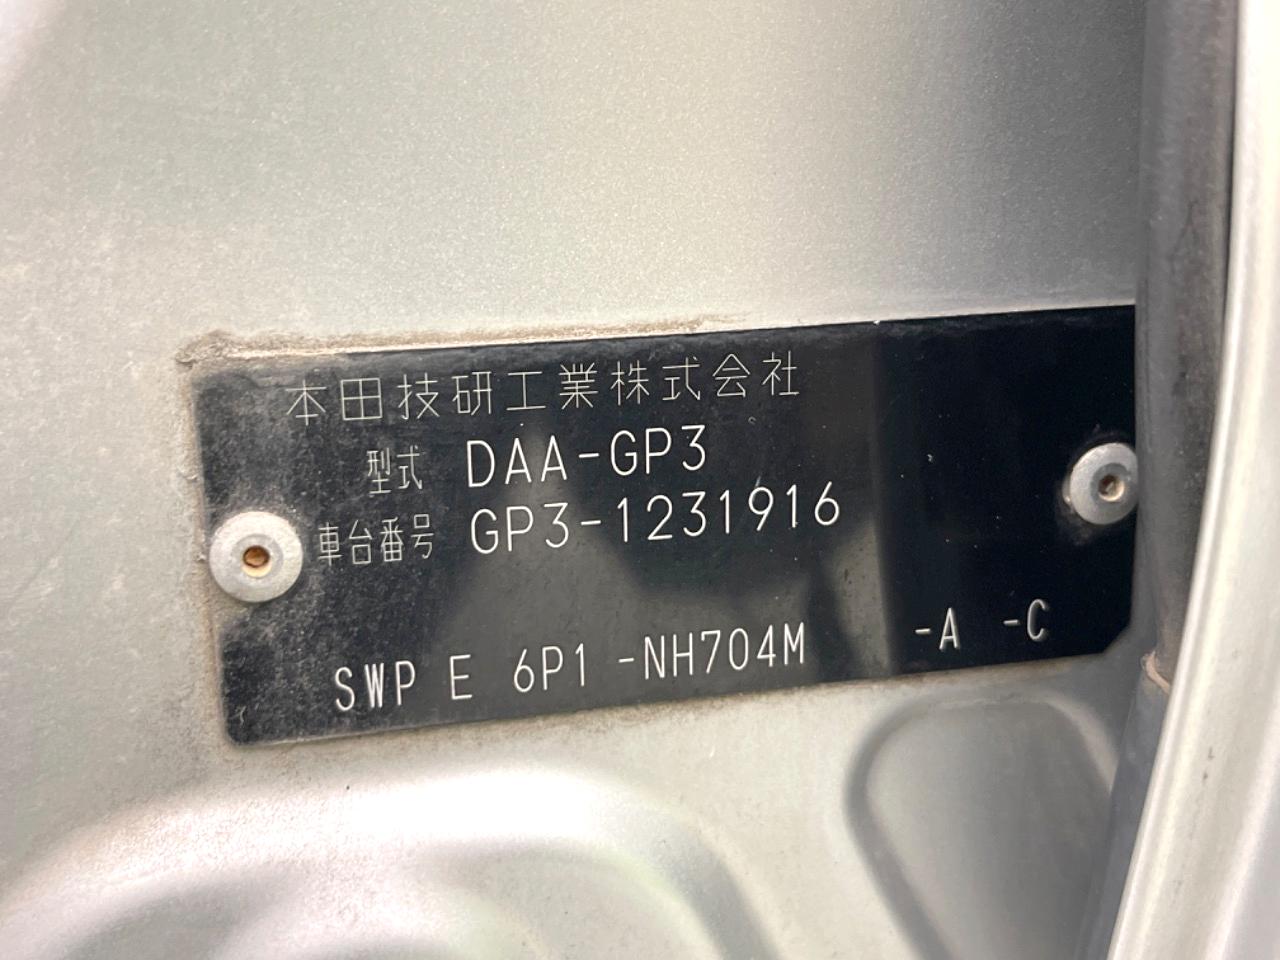 本田技研工業株式会社
型式 DAA-GP3
車台番号 GP3-1231916
SWP E 6P1 -NH704M -A -C